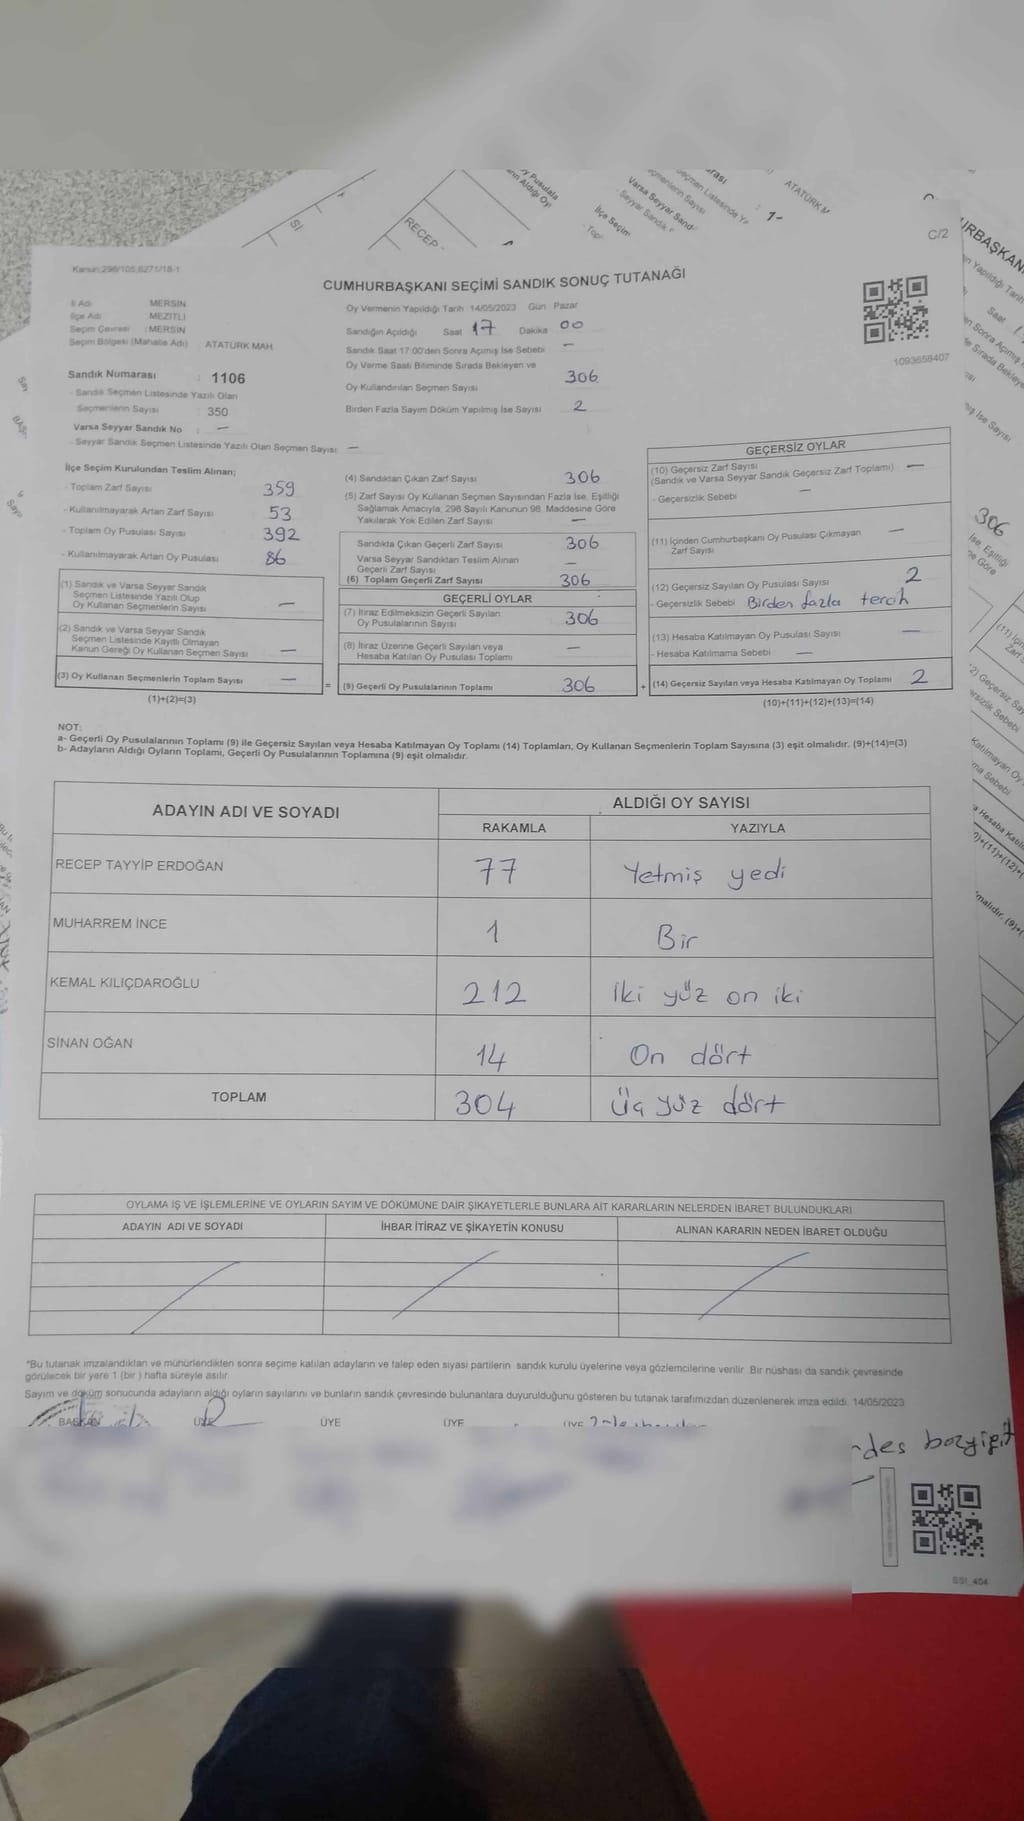 C/2
Kanun:298/105,6271/18-1
CUMHURBAŞKANI SEÇİMİ SANDIK SONUÇ TUTANAĞI
İl Adı MERSİN
İlçe Adı MEZİTLİ
Seçim Çevresi : MERSİN
Seçim Bölgesi (Mahalle Adı) ATATÜRK MAH.
Sandık Numarası : 1106
- Sandık Seçmen Listesinde Yazılı Olan
Seçmenlerin Sayısı : 350
Varsa Seyyar Sandık No : —
- Seyyar Sandık Seçmen Listesinde Yazılı Olan Seçmen Sayısı : —
Oy Vermenin Yapıldığı Tarih 14/05/2023 Gün Pazar
Sandığın Açıldığı Saat 17 Dakika 00
Sandık Saat 17:00'den Sonra Açımış İse Sebebi —
Oy Verme Saati Bitiminde Sırada Bekleyen ve
Oy Kullandırılan Seçmen Sayısı 306
Birden Fazla Sayım Döküm Yapılmış İse Sayısı 2
1093658407
İlçe Seçim Kurulundan Teslim Alınan;
- Toplam Zarf Sayısı 359
- Kullanılmayarak Artan Zarf Sayısı 53
- Toplam Oy Pusulası Sayısı 392
- Kullanılmayarak Artan Oy Pusulası 86
(1) Sandık ve Varsa Seyyar Sandık
Seçmen Listesinde Yazılı Olup
Oy Kullanan Seçmenlerin Sayısı —
(2) Sandık ve Varsa Seyyar Sandık
Seçmen Listesinde Kayıtlı Olmayan
Kanun Gereği Oy Kullanan Seçmen Sayısı —
(3) Oy Kullanan Seçmenlerin Toplam Sayısı — =
(1)+(2)=(3)
(4) Sandıktan Çıkan Zarf Sayısı 306
(5) Zarf Sayısı Oy Kullanan Seçmen Sayısından Fazla İse, Eşitliği
Sağlamak Amacıyla, 298 Sayılı Kanunun 98. Maddesine Göre
Yakılarak Yok Edilen Zarf Sayısı —
Sandıkta Çıkan Geçerli Zarf Sayısı 306
Varsa Seyyar Sandıktan Teslim Alınan
Geçerli Zarf Sayısı —
(6) Toplam Geçerli Zarf Sayısı 306
GEÇERLİ OYLAR
(7) İtiraz Edilmeksizin Geçerli Sayılan
Oy Pusulalarının Sayısı 306
(8) İtiraz Üzerine Geçerli Sayılan veya
Hesaba Katılan Oy Pusulası Toplamı —
(9) Geçerli Oy Pusulalarının Toplamı 306 +
GEÇERSİZ OYLAR
(10) Geçersiz Zarf Sayısı —
(Sandık ve Varsa Seyyar Sandık Geçersiz Zarf Toplamı)
- Geçersizlik Sebebi —
(11) İçinden Cumhurbaşkanı Oy Pusulası Çıkmayan
Zarf Sayısı —
(12) Geçersiz Sayılan Oy Pusulası Sayısı 2
- Geçersizlik Sebebi Birden fazla tercih
(13) Hesaba Katılmayan Oy Pusulası Sayısı —
- Hesaba Katılmama Sebebi —
(14) Geçersiz Sayılan veya Hesaba Katılmayan Oy Toplamı 2
(10)+(11)+(12)+(13)=(14)
NOT:
a- Geçerli Oy Pusulalarının Toplamı (9) ile Geçersiz Sayılan veya Hesaba Katılmayan Oy Toplamı (14) Toplamları, Oy Kullanan Seçmenlerin Toplam Sayısına (3) eşit olmalıdır. (9)+(14)=(3)
b- Adayların Aldığı Oyların Toplamı, Geçerli Oy Pusulalarının Toplamına (9) eşit olmalıdır.
ADAYIN ADI VE SOYADI ALDIĞI OY SAYISI
RAKAMLA YAZIYLA
RECEP TAYYİP ERDOĞAN 77 Yetmiş yedi
MUHARREM İNCE 1 Bir
KEMAL KILIÇDAROĞLU 212 İki yüz on iki
SİNAN OĞAN 14 On dört
TOPLAM 304 Üç yüz dört
OYLAMA İŞ VE İŞLEMLERİNE VE OYLARIN SAYIM VE DÖKÜMÜNE DAİR ŞİKAYETLERLE BUNLARA AİT KARARLARIN NELERDEN İBARET BULUNDUKLARI
ADAYIN ADI VE SOYADI İHBAR İTİRAZ VE ŞİKAYETİN KONUSU ALINAN KARARIN NEDEN İBARET OLDUĞU
*Bu tutanak imzalandıktan ve mühürlendikten sonra seçime katılan adayların ve talep eden siyasi partilerin sandık kurulu üyelerine veya gözlemcilerine verilir. Bir nüshası da sandık çevresinde
görülecek bir yere 1 (bir ) hafta süreyle asılır.
Sayım ve döküm sonucunda adayların aldığı oyların sayılarını ve bunların sandık çevresinde bulunanlara duyurulduğunu gösteren bu tutanak tarafımızdan düzenlenerek imza edildi. 14/05/2023
BAŞKAN ÜYE ÜYE ÜYE ÜYE
bozyigit
SSI_404
RECEP
306
ATATÜRK M